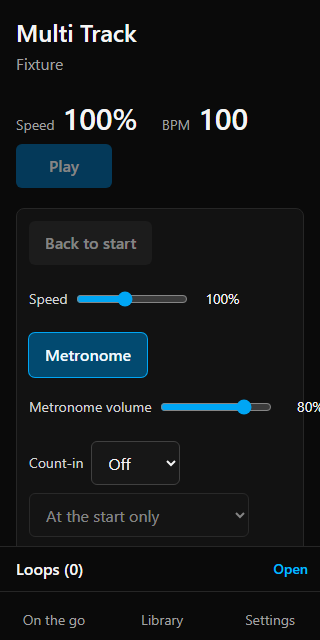 Multi Track
Fixture
Speed 100% BPM 100
Play
Back to start
Speed 100%
Metronome
Metronome volume 80%
Count-in Off
At the start only
Loops (0) Open
On the go Library Settings